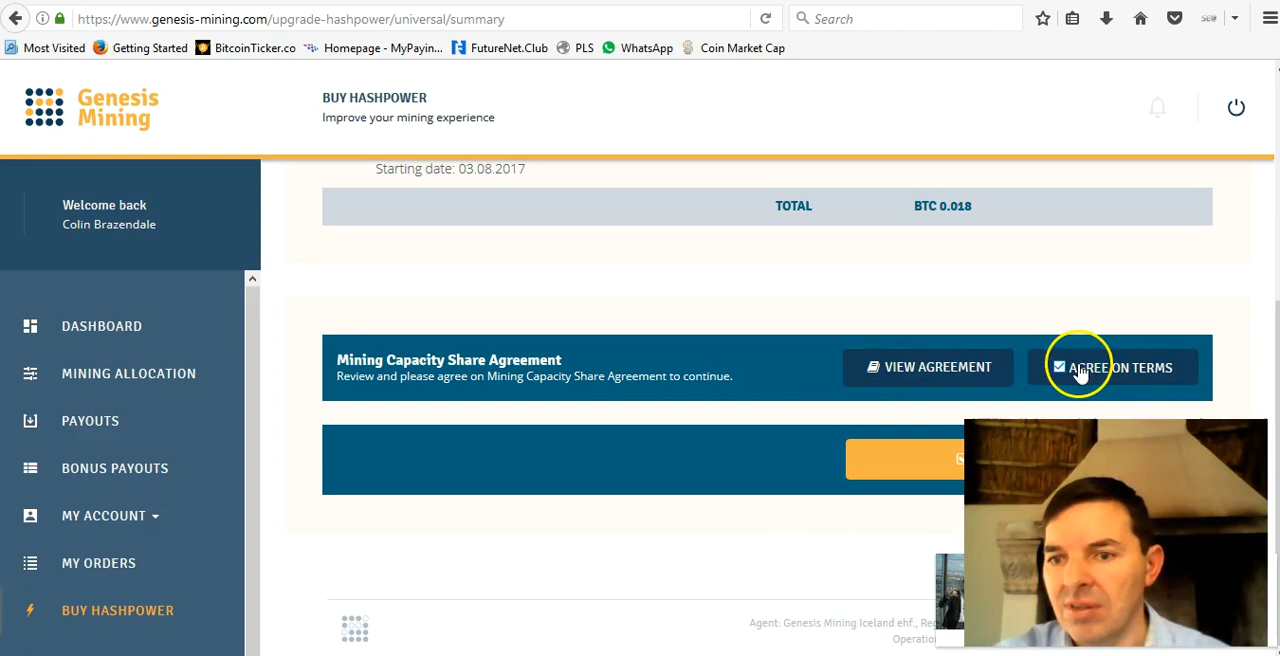 https://www.genesis-mining.com/upgrade-hashpower/universal/summary
Search
Most Visited
Getting Started
BitcoinTicker.co
Homepage - MyPayin...
FutureNet.Club
PLS
WhatsApp
Coin Market Cap
Genesis
Mining
BUY HASHPOWER
Improve your mining experience
Welcome back
Colin Brazendale
Starting date: 03.08.2017
TOTAL BTC 0.018
Mining Capacity Share Agreement
Review and please agree on Mining Capacity Share Agreement to continue.
VIEW AGREEMENT
AGREE ON TERMS
DASHBOARD
MINING ALLOCATION
PAYOUTS
BONUS PAYOUTS
MY ACCOUNT
MY ORDERS
BUY HASHPOWER
Agent: Genesis Mining Iceland ehf., Re
Operatio